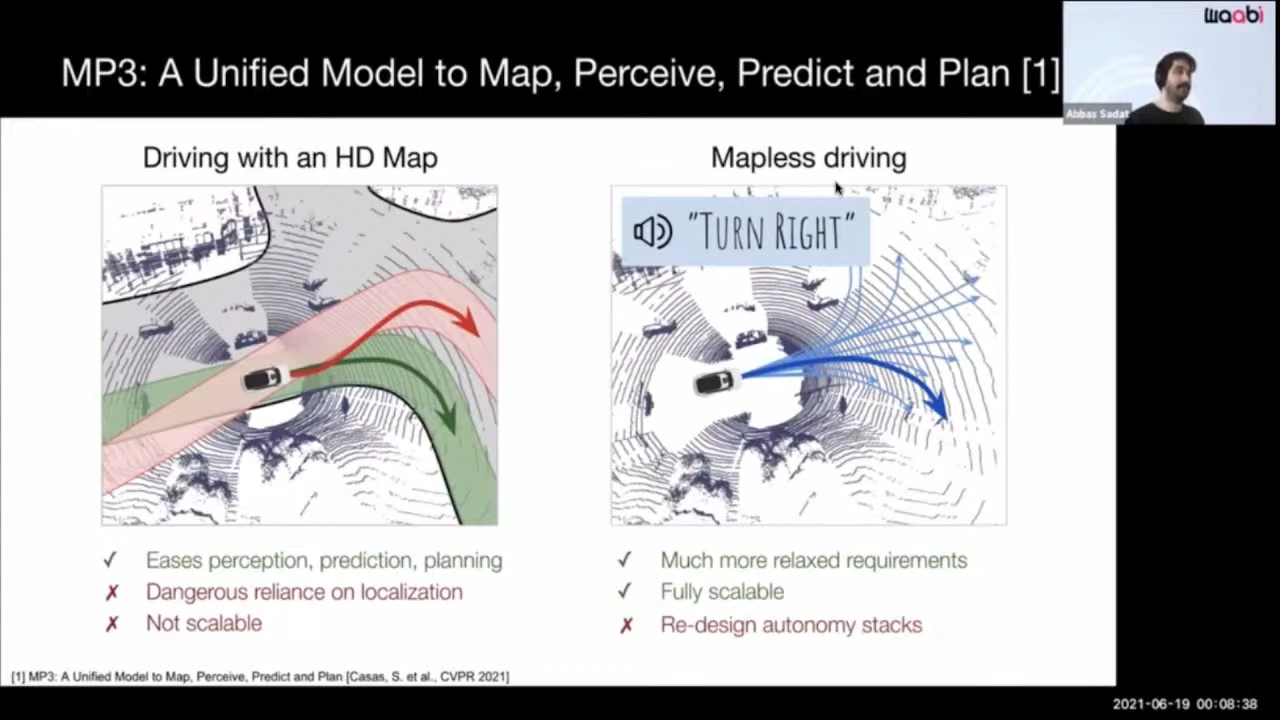 MP3: A Unified Model to Map, Perceive, Predict and Plan [1]
waabi
Abbas Sadat
Driving with an HD Map
Mapless driving
"TURN RIGHT"
✓ Eases perception, prediction, planning
✗ Dangerous reliance on localization
✗ Not scalable
✓ Much more relaxed requirements
✓ Fully scalable
✗ Re-design autonomy stacks
[1] MP3: A Unified Model to Map, Perceive, Predict and Plan [Casas, S. et al., CVPR 2021]
2021-06-19 00:08:38